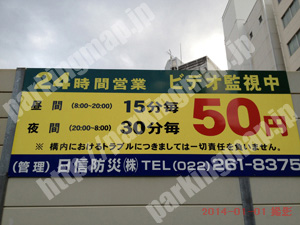 24時間営業 ビデオ監視中
昼間 (8:00~20:00) 15分毎 50円
夜間 (20:00~8:00) 30分毎
※ 構内におけるトラブルにつきましては一切責任を負いません。
(管理) 日信防災(株) TEL(022)261-8375
parkingmap.jp
2014-01-01